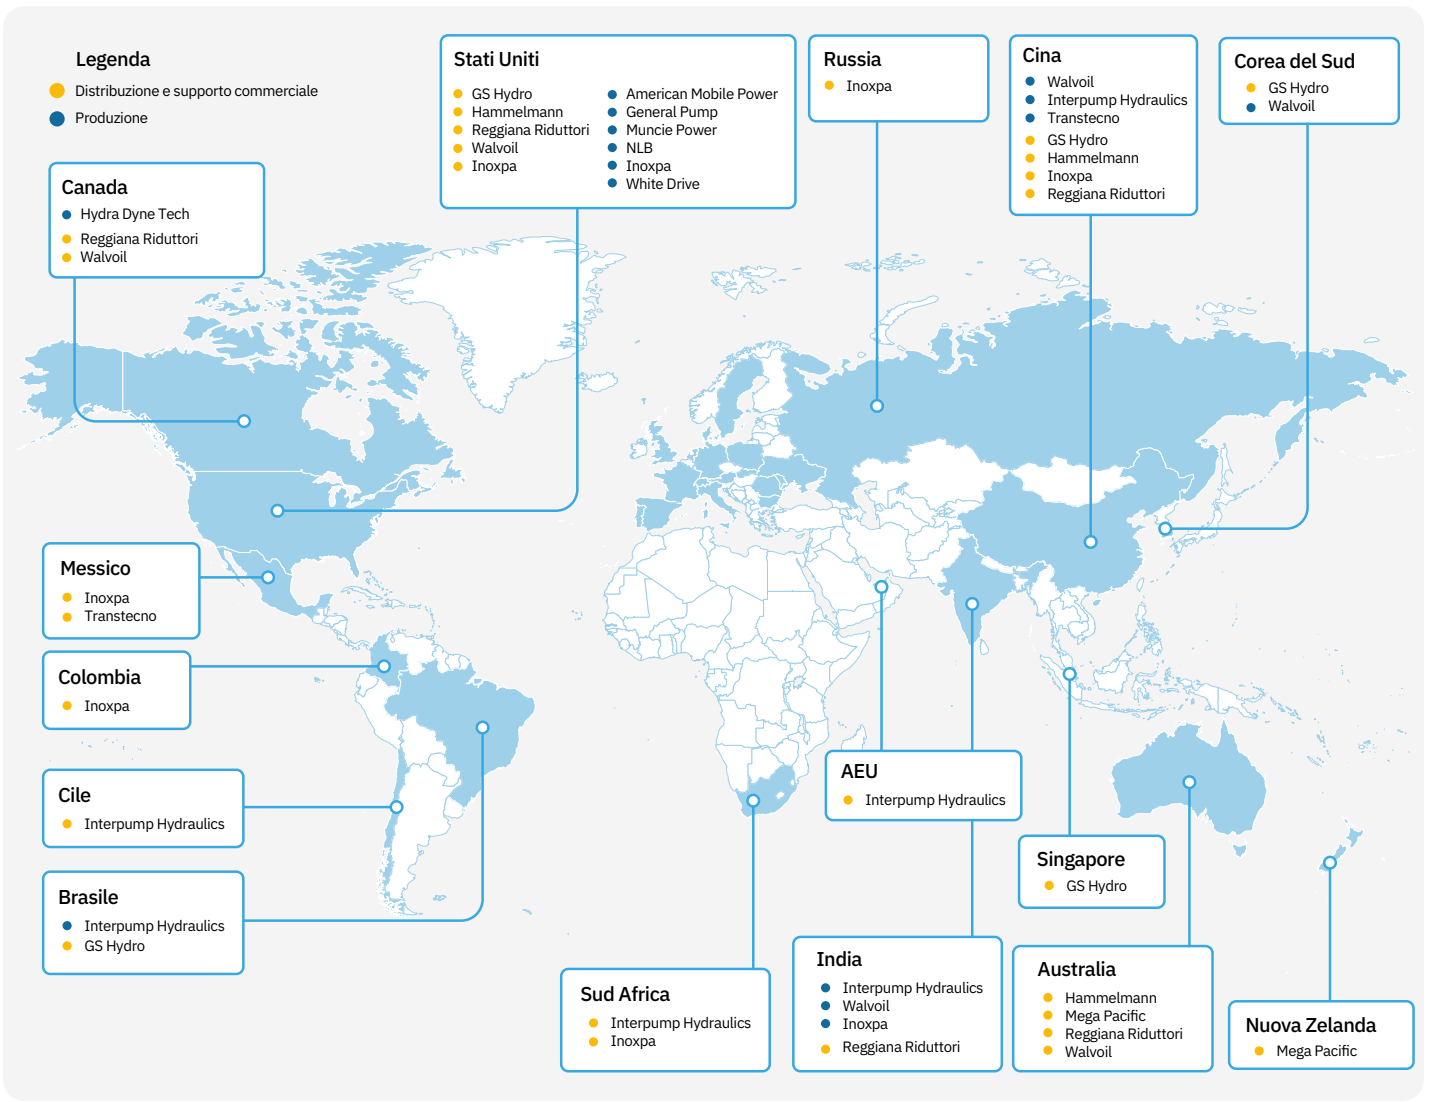 Legenda
Distribuzione e supporto commerciale
Produzione
Stati Uniti
GS Hydro
Hammelmann
Reggiana Riduttori
Walvoil
Inoxpa
American Mobile Power
General Pump
Muncie Power
NLB
Inoxpa
White Drive
Russia
Inoxpa
Cina
Walvoil
Interpump Hydraulics
Transtecno
GS Hydro
Hammelmann
Inoxpa
Reggiana Riduttori
Corea del Sud
GS Hydro
Walvoil
Canada
Hydra Dyne Tech
Reggiana Riduttori
Walvoil
Messico
Inoxpa
Transtecno
Colombia
Inoxpa
Cile
Interpump Hydraulics
Brasile
Interpump Hydraulics
GS Hydro
AEU
Interpump Hydraulics
Singapore
GS Hydro
Sud Africa
Interpump Hydraulics
Inoxpa
India
Interpump Hydraulics
Walvoil
Inoxpa
Reggiana Riduttori
Australia
Hammelmann
Mega Pacific
Reggiana Riduttori
Walvoil
Nuova Zelanda
Mega Pacific